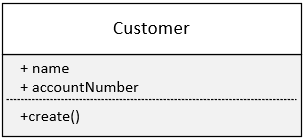 Customer
+ name
+ accountNumber
+create()